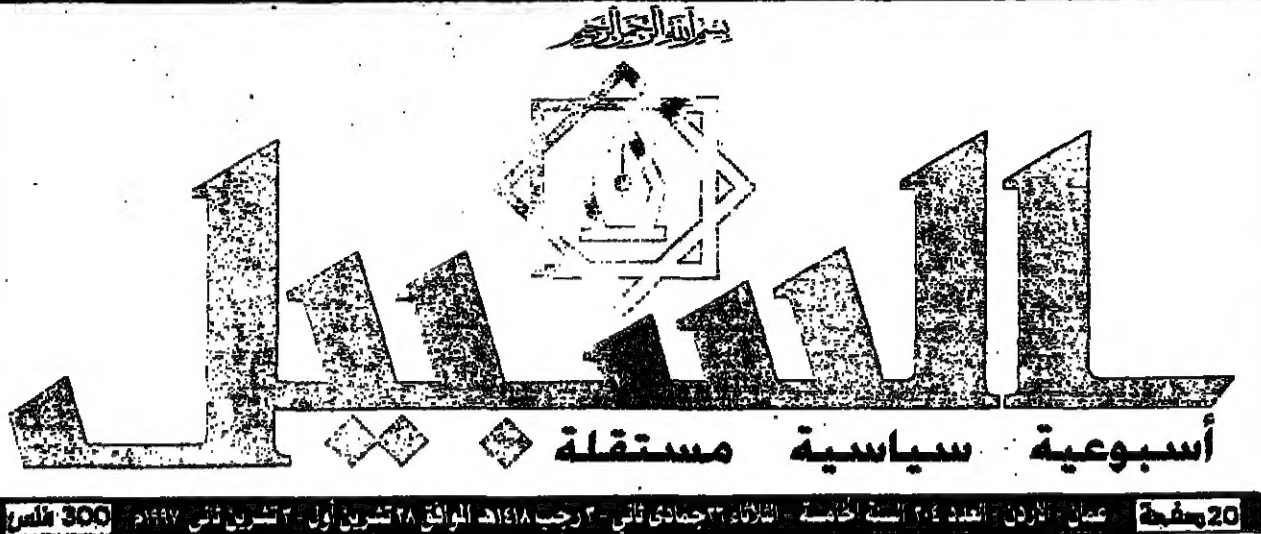 بسم الله الرحمن الرحيم
السبيل
أسبوعية سياسية مستقلة
20 صفحة
عمان - الأردن - العدد ٢٠٤ السنة الخامسة - الثلاثاء ٢٦ جمادى ثاني - ٣ رجب ١٤١٨هـ الموافق ٢٨ تشرين أول - ٣ تشرين ثاني ١٩٩٧م
300 فلس